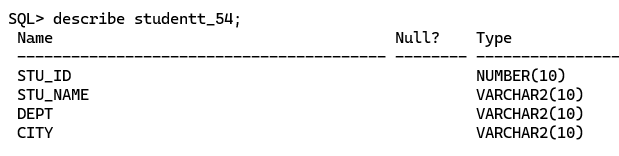 SQL> describe studentt_54;
Name Null? Type
----------------------------------------- -------- ----------------
STU_ID NUMBER(10)
STU_NAME VARCHAR2(10)
DEPT VARCHAR2(10)
CITY VARCHAR2(10)